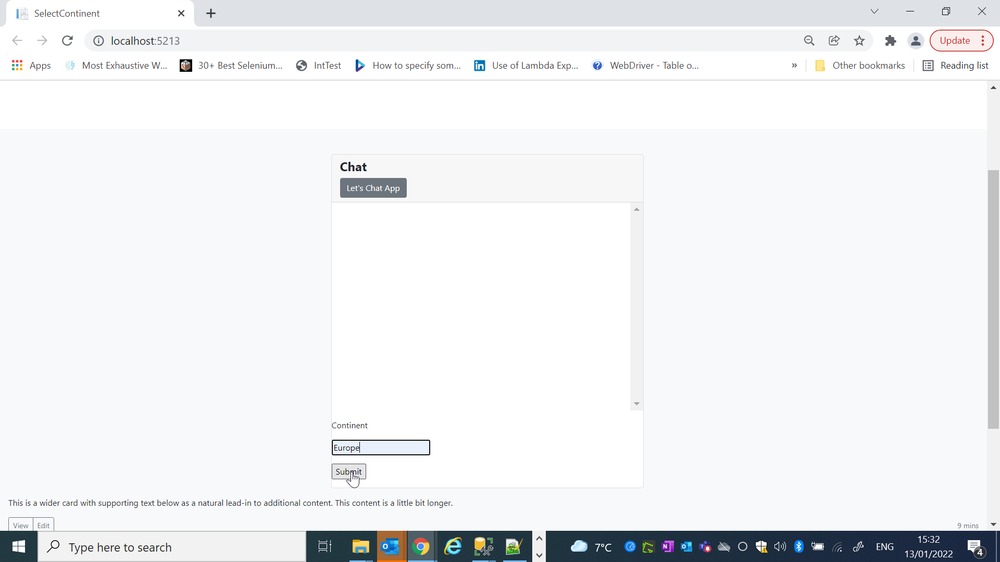 SelectContinent
localhost:5213
Update
Apps
Most Exhaustive W...
30+ Best Selenium...
IntTest
How to specify som...
Use of Lambda Exp...
WebDriver - Table o...
»
Other bookmarks
Reading list
Chat
Let's Chat App
Continent
Europe
Submit
This is a wider card with supporting text below as a natural lead-in to additional content. This content is a little bit longer.
View
Edit
9 mins
Type here to search
7°C
ENG
15:32
13/01/2022
4